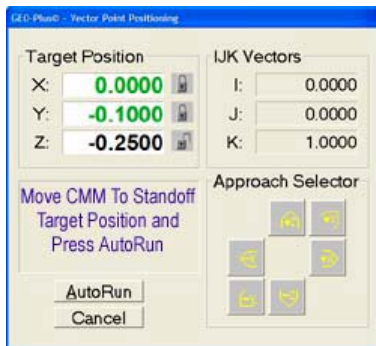 GEO-Plus© - Vector Point Positioning
Target Position
X: 0.0000
Y: -0.1000
Z: -0.2500
IJK Vectors
I: 0.0000
J: 0.0000
K: 1.0000
Move CMM To Standoff
Target Position and
Press AutoRun
Approach Selector
AutoRun
Cancel